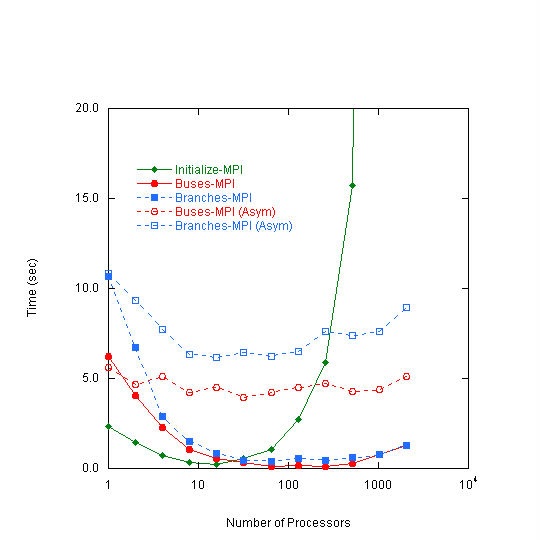 20.0
Initialize-MPI
Buses-MPI
15.0
Branches-MPI
Buses-MPI (Asym)
Branches-MPI (Asym)
Time (sec)
10.0
5.0
0.0
1 10 100 1000 10⁴
Number of Processors